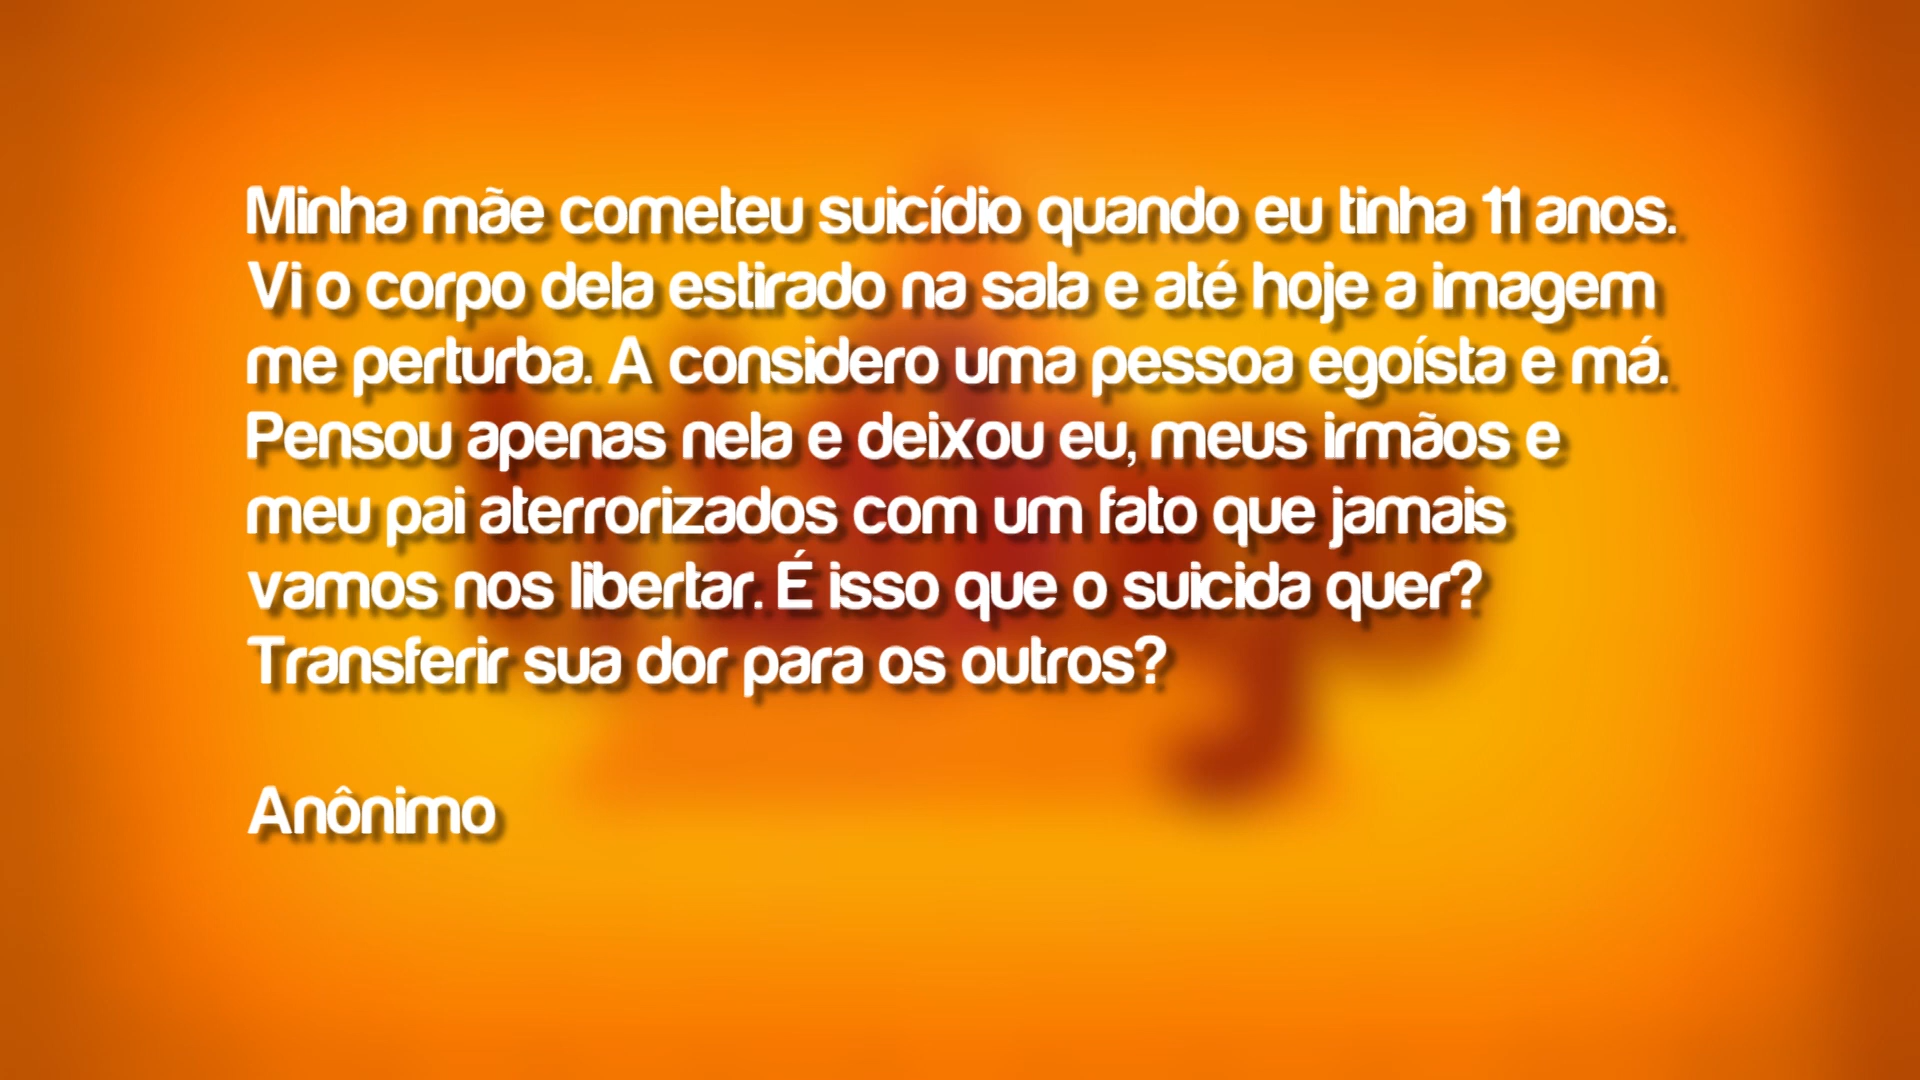 Minha mãe cometeu suicídio quando eu tinha 11 anos.
Vi o corpo dela estirado na sala e até hoje a imagem
me perturba. A considero uma pessoa egoísta e má.
Pensou apenas nela e deixou eu, meus irmãos e
meu pai aterrorizados com um fato que jamais
vamos nos libertar. É isso que o suicida quer?
Transferir sua dor para os outros?
Anônimo